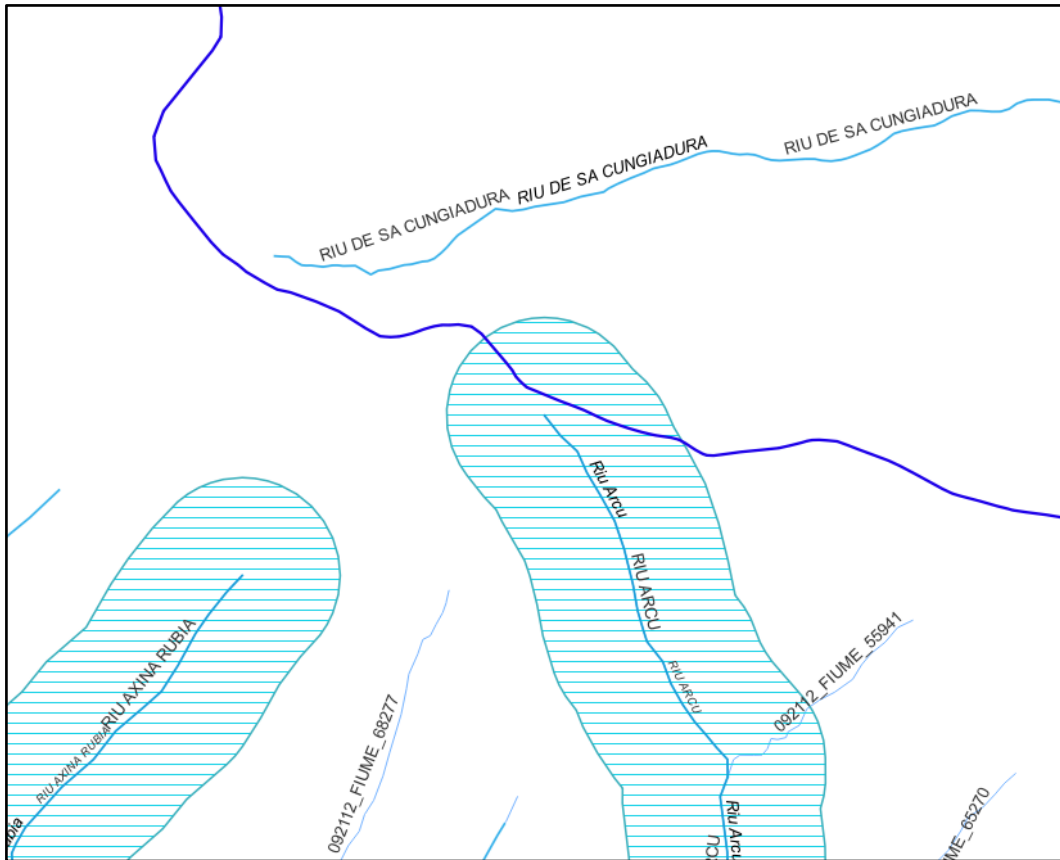 RIU DE SA CUNGIADURA
RIU DE SA CUNGIADURA
RIU DE SA CUNGIADURA
Riu Arcu
RIU ARCU
RIU ARCU
092112_FIUME_55941
RIU AXINA RUBIA
RIU AXINA RUBIA
092112_FIUME_68277
Riu Arcu